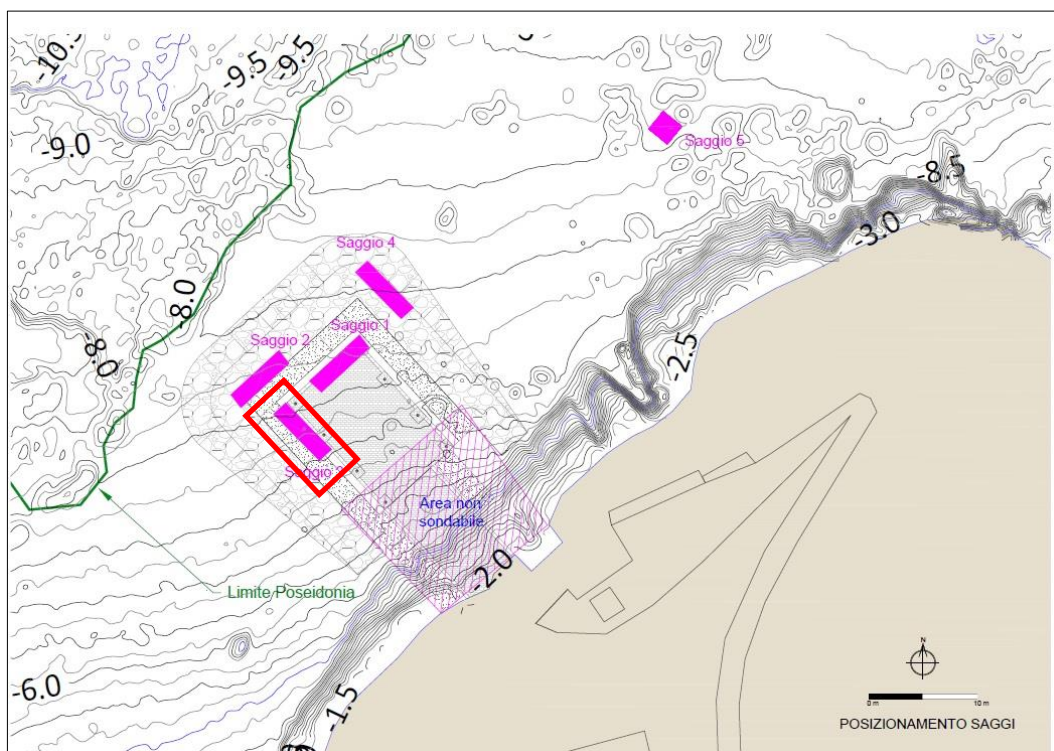 -10.
-9.5
-9.5
-9.0
Saggio 5
-8.5
-3.0
Saggio 4
-8.0
Saggio 1
Saggio 2
-8.0
-2.5
Saggio
Area non
sondabile
-2.0
Limite Poseidonia
-6.0
-1.5
N
0 m
10 m
POSIZIONAMENTO SAGGI